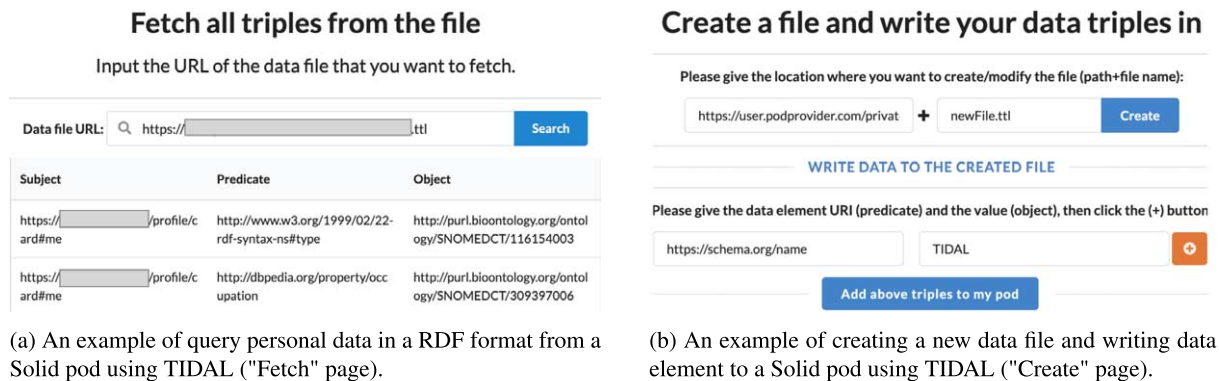 Fetch all triples from the file
Input the URL of the data file that you want to fetch.
Data file URL: https:// .ttl Search
Subject Predicate Object
https:// /profile/c http://www.w3.org/1999/02/22- http://purl.bioontology.org/ontol
ard#me rdf-syntax-ns#type ogy/SNOMEDCT/116154003
https:// /profile/c http://dbpedia.org/property/occ http://purl.bioontology.org/ontol
ard#me upation ogy/SNOMEDCT/309397006
(a) An example of query personal data in a RDF format from a
Solid pod using TIDAL ("Fetch" page).
Create a file and write your data triples in
Please give the location where you want to create/modify the file (path+file name):
https://user.podprovider.com/privat + newFile.ttl Create
WRITE DATA TO THE CREATED FILE
Please give the data element URI (predicate) and the value (object), then click the (+) button
https://schema.org/name TIDAL
Add above triples to my pod
(b) An example of creating a new data file and writing data
element to a Solid pod using TIDAL ("Create" page).